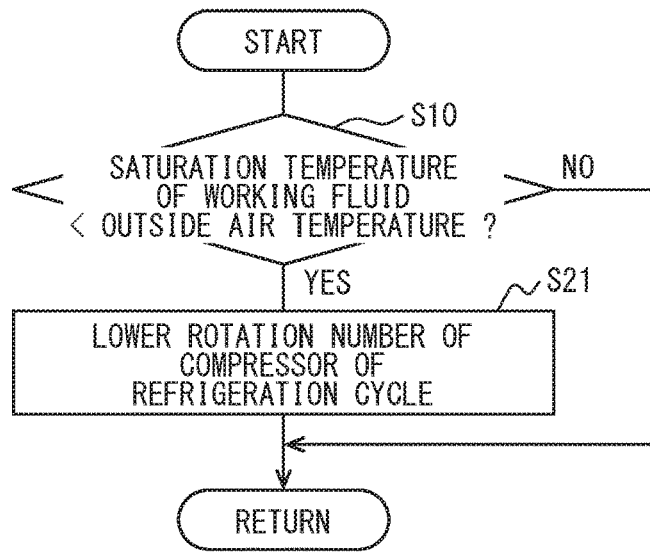 START
S10
SATURATION TEMPERATURE
OF WORKING FLUID
< OUTSIDE AIR TEMPERATURE ?
NO
YES
S21
LOWER ROTATION NUMBER OF
COMPRESSOR OF
REFRIGERATION CYCLE
RETURN